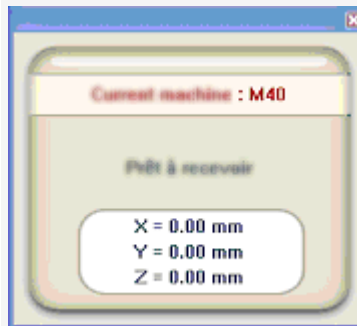 Current machine : M40
Prêt à recevoir
X = 0.00 mm
Y = 0.00 mm
Z = 0.00 mm